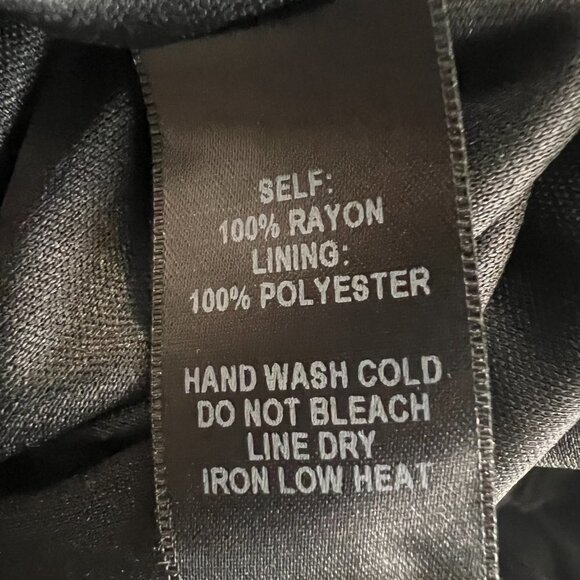 SELF:
100% RAYON
LINING:
100% POLYESTER
HAND WASH COLD
DO NOT BLEACH
LINE DRY
IRON LOW HEAT